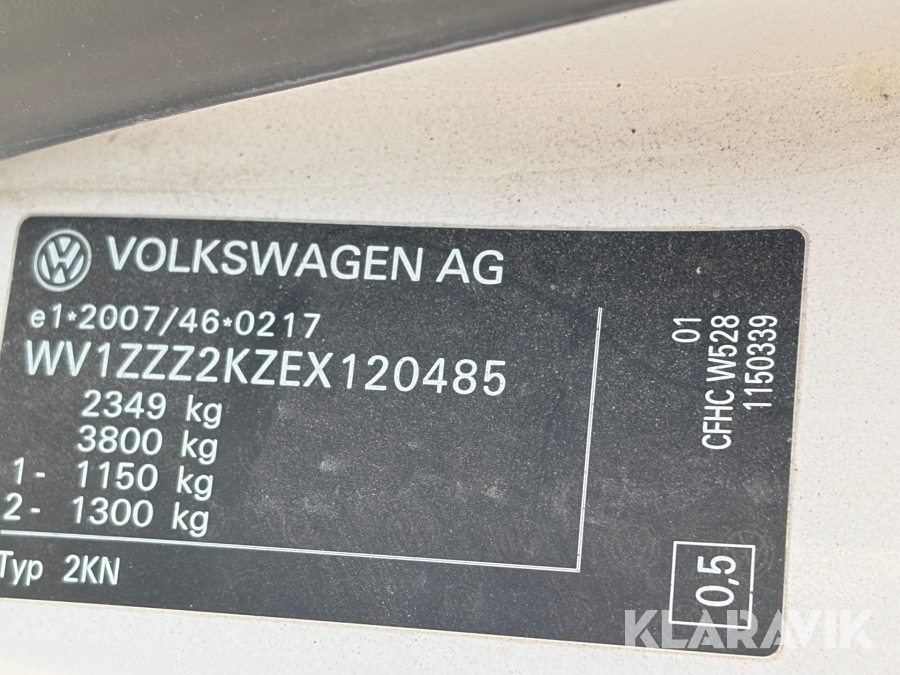 VOLKSWAGEN AG
e1*2007/46*0217
WV1ZZZ2KZEX120485
2349 kg
3800 kg
1- 1150 kg
2- 1300 kg
Typ 2KN
01
CFHC W528
1150339
0,5
KLARAVIK